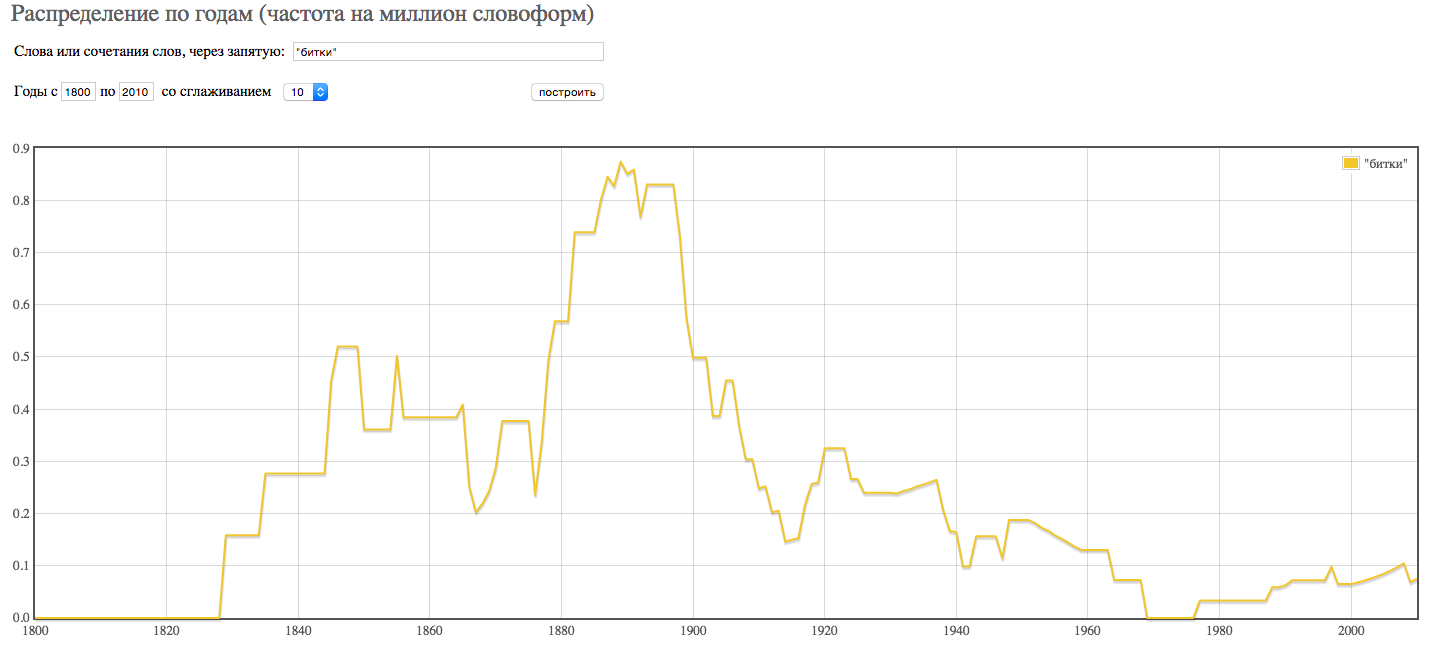 Распределение по годам (частота на миллион словоформ)
Слова или сочетания слов, через запятую: "битки"
Годы с 1800 по 2010 со сглаживанием 10 построить
"битки"
0.9
0.8
0.7
0.6
0.5
0.4
0.3
0.2
0.1
0.0
1800 1820 1840 1860 1880 1900 1920 1940 1960 1980 2000